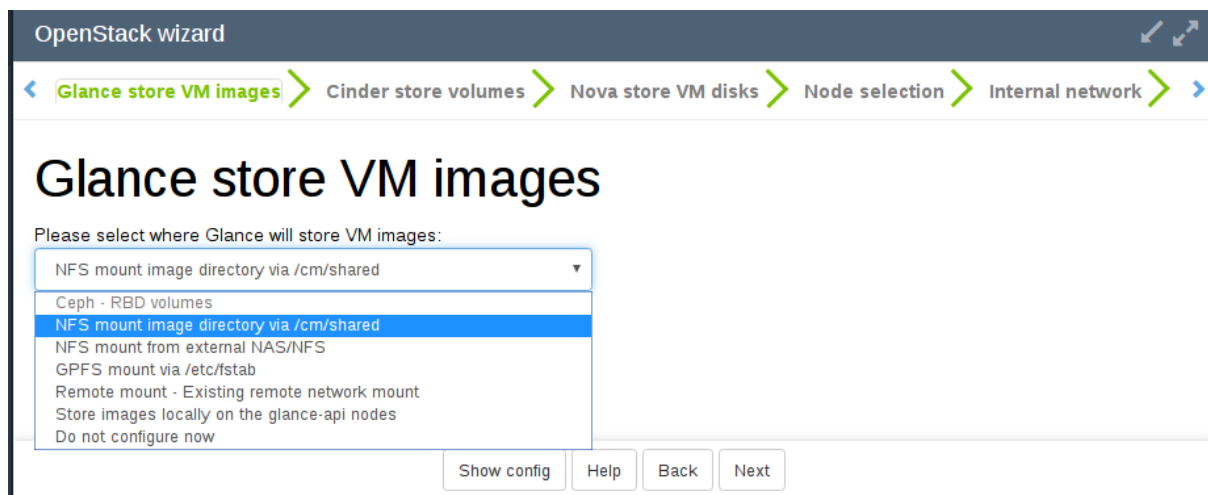 OpenStack wizard
Glance store VM images Cinder store volumes Nova store VM disks Node selection Internal network
Glance store VM images
Please select where Glance will store VM images:
NFS mount image directory via /cm/shared
Ceph - RBD volumes
NFS mount image directory via /cm/shared
NFS mount from external NAS/NFS
GPFS mount via /etc/fstab
Remote mount - Existing remote network mount
Store images locally on the glance-api nodes
Do not configure now
Show config Help Back Next